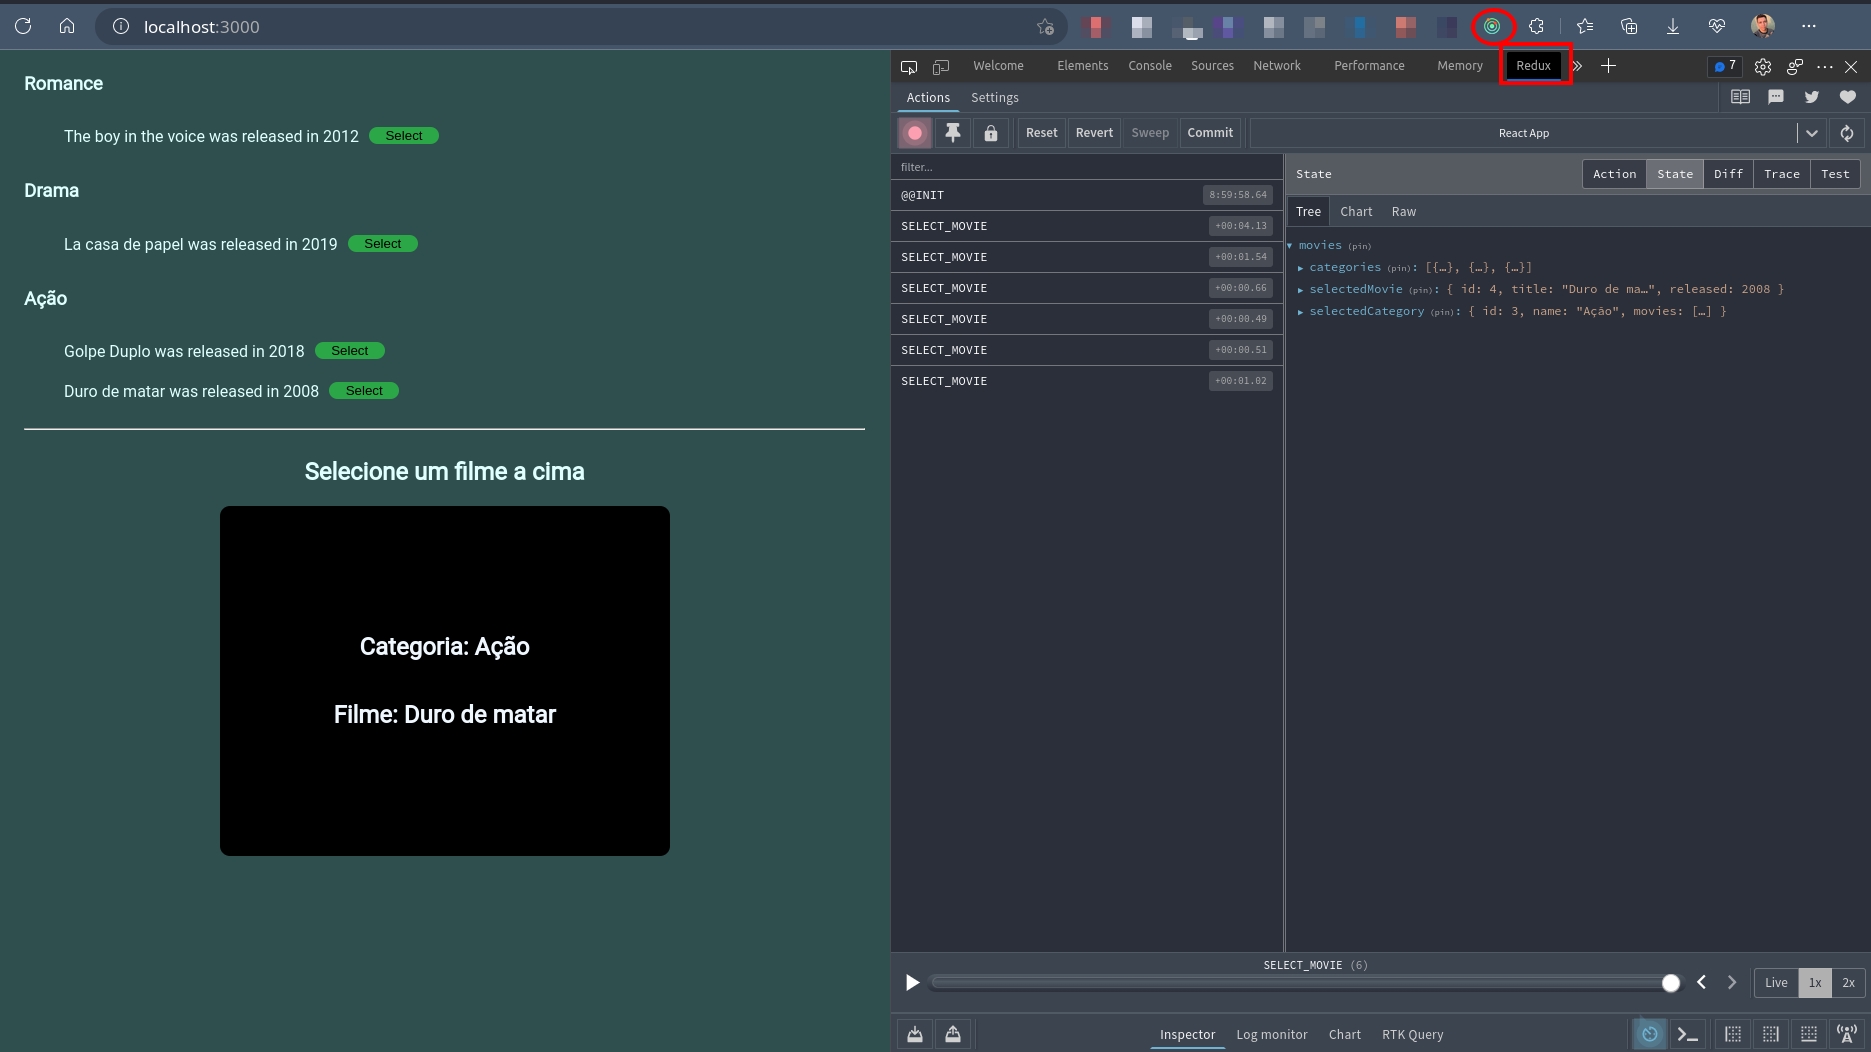 localhost:3000
Romance
The boy in the voice was released in 2012 Select
Drama
La casa de papel was released in 2019 Select
Ação
Golpe Duplo was released in 2018 Select
Duro de matar was released in 2008 Select
Selecione um filme a cima
Categoria: Ação
Filme: Duro de matar
Welcome Elements Console Sources Network Performance Memory Redux 7
Actions Settings
Reset Revert Sweep Commit React App
filter...
@@INIT 8:59:58.64
SELECT_MOVIE +00:04.13
SELECT_MOVIE +00:01.54
SELECT_MOVIE +00:00.66
SELECT_MOVIE +00:00.49
SELECT_MOVIE +00:00.51
SELECT_MOVIE +00:01.02
State Action State Diff Trace Test
Tree Chart Raw
movies (pin)
categories (pin): [{…}, {…}, {…}]
selectedMovie (pin): { id: 4, title: "Duro de ma…", released: 2008 }
selectedCategory (pin): { id: 3, name: "Ação", movies: […] }
SELECT_MOVIE (6)
Live 1x 2x
Inspector Log monitor Chart RTK Query